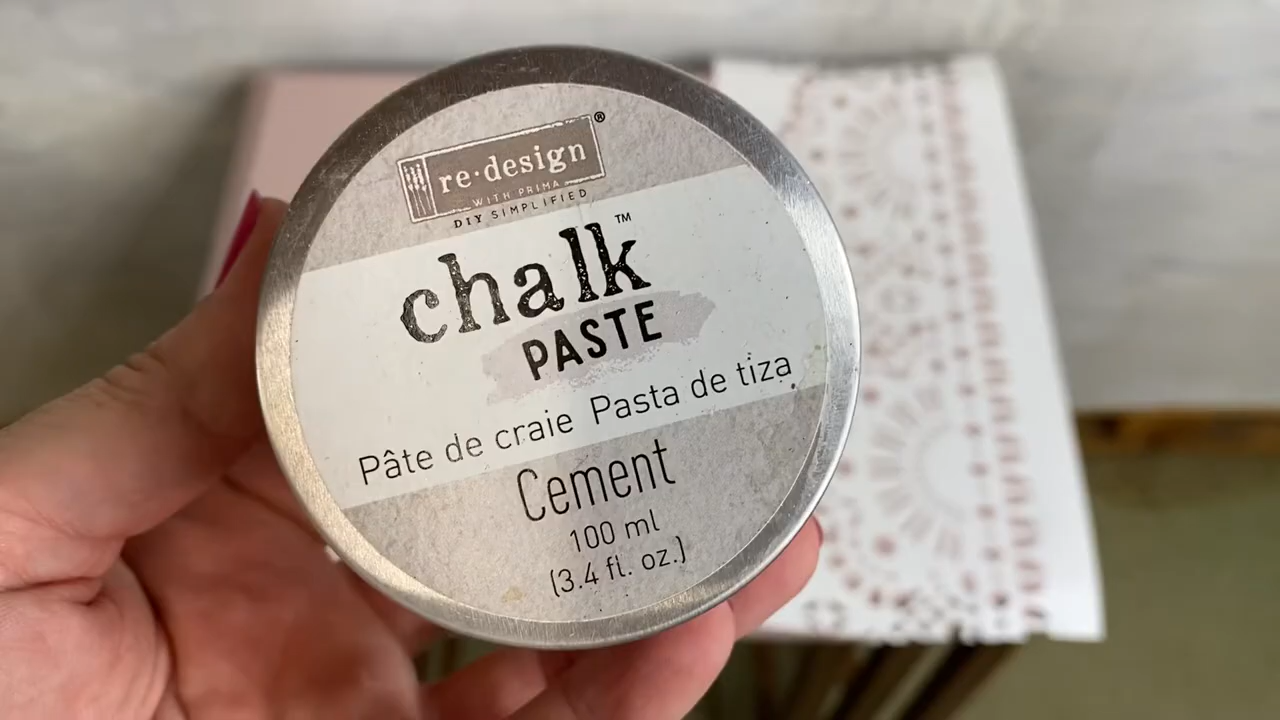 re·design®
WITH PRIMA
DIY SIMPLIFIED
chalk™
PASTE
Pâte de craie Pasta de tiza
Cement
100 ml
(3.4 fl. oz.)